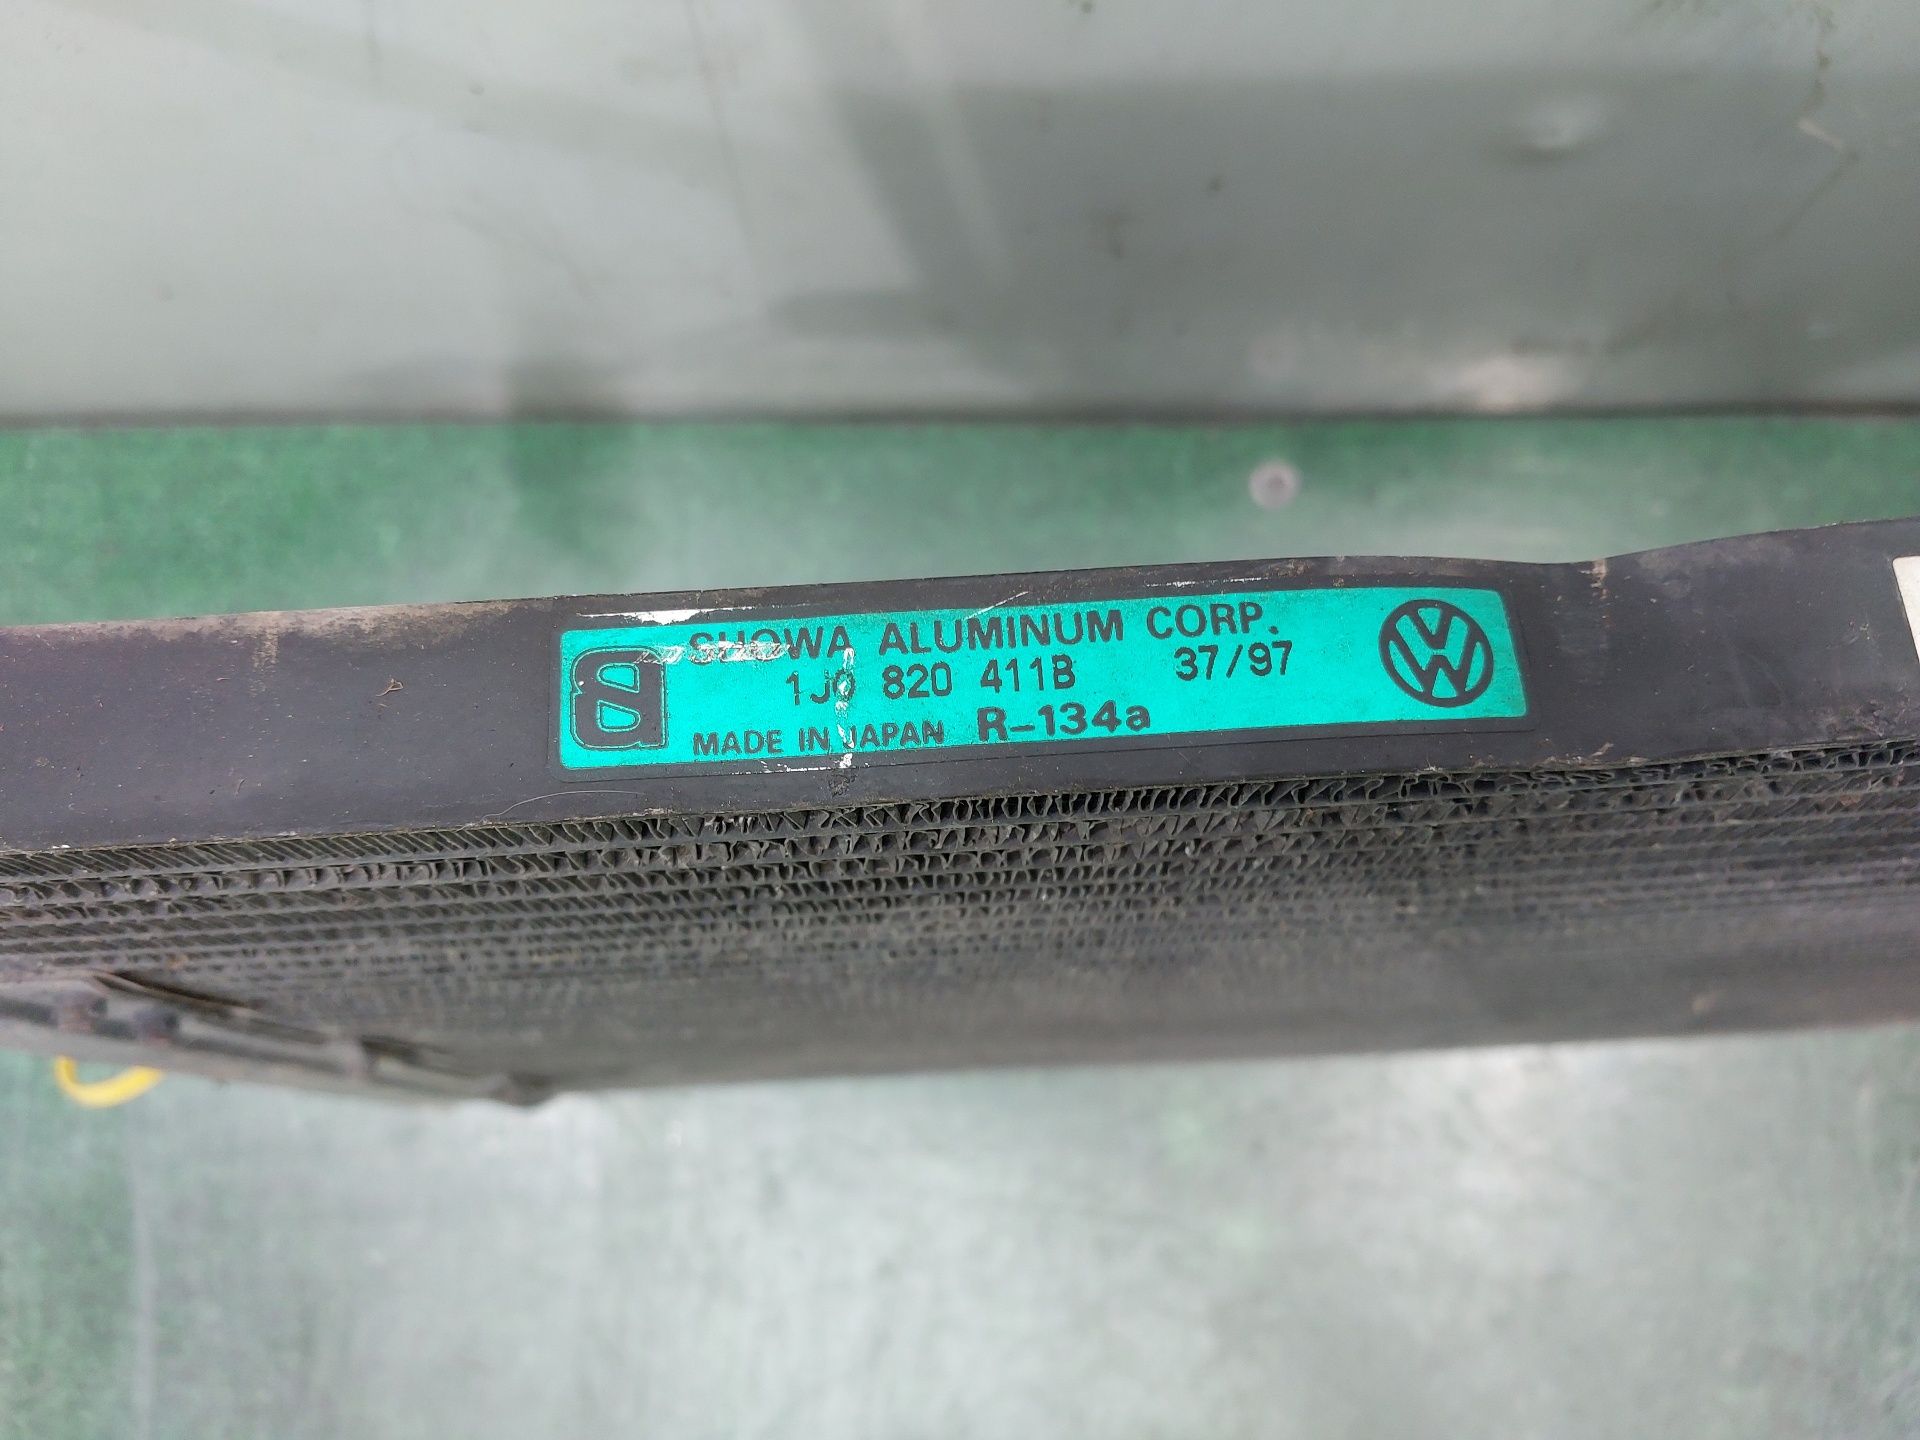 SHOWA ALUMINUM CORP.
1J0 820 411B 37/97
MADE IN JAPAN R-134a